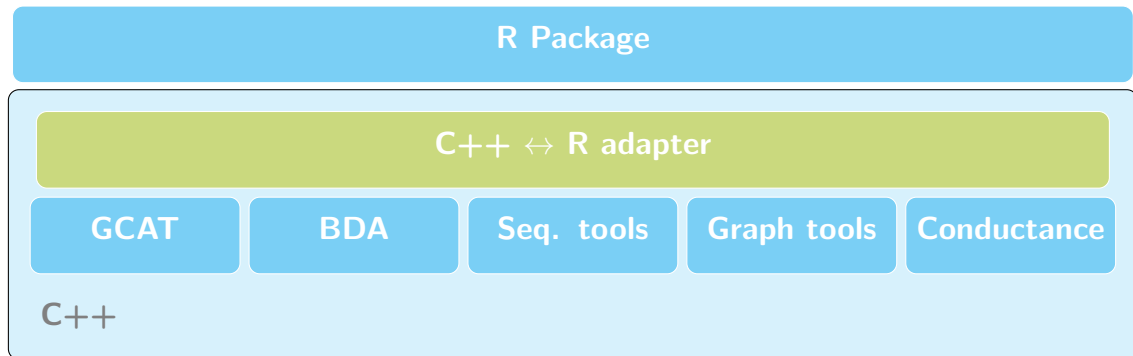 R Package
C++ ↔ R adapter
GCAT BDA Seq. tools Graph tools Conductance
C++